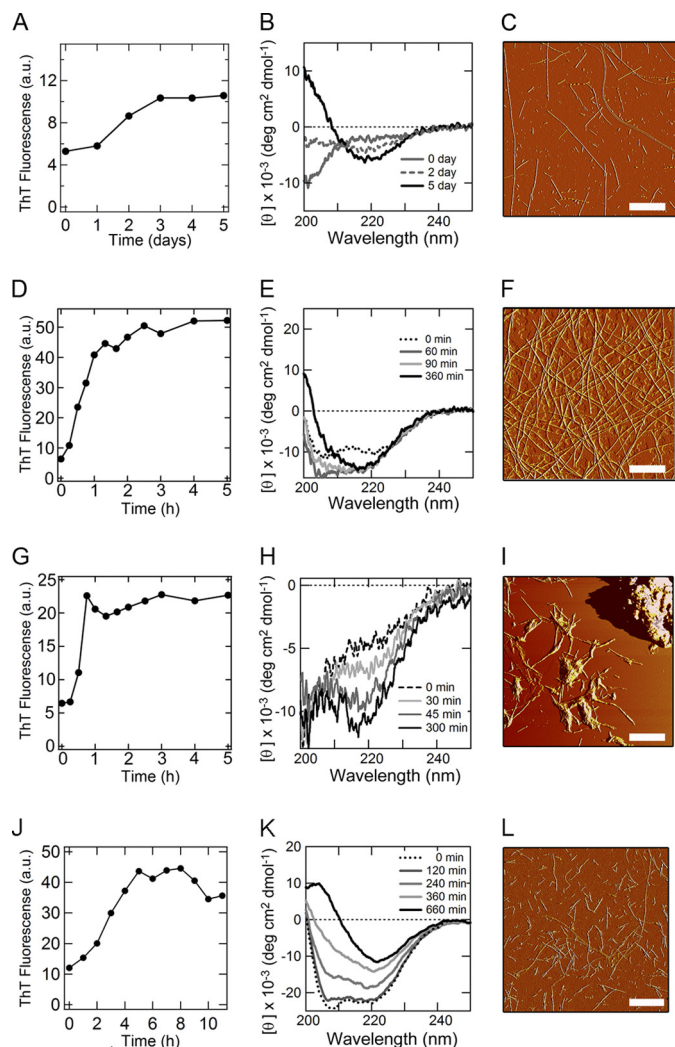 A
ThT Fluorescense (a.u.)
12
9
6
3
0
0 1 2 3 4 5
Time (days)
B
[θ] x 10⁻³ (deg cm² dmol⁻¹)
10
0
-10
0 day
2 day
5 day
200 220 240
Wavelength (nm)
C
D
ThT Fluorescense (a.u.)
50
40
30
20
10
0
0 1 2 3 4 5
Time (h)
E
[θ] x 10⁻³ (deg cm² dmol⁻¹)
20
10
0
-10
-20
0 min
60 min
90 min
360 min
200 220 240
Wavelength (nm)
F
G
ThT Fluorescense (a.u.)
25
20
15
10
5
0
0 1 2 3 4 5
Time (h)
H
[θ] x 10⁻³ (deg cm² dmol⁻¹)
0
-5
-10
0 min
30 min
45 min
300 min
200 220 240
Wavelength (nm)
I
J
ThT Fluorescense (a.u.)
50
40
30
20
10
0
0 2 4 6 8 10
Time (h)
K
[θ] x 10⁻³ (deg cm² dmol⁻¹)
20
10
0
-10
-20
0 min
120 min
240 min
360 min
660 min
200 220 240
Wavelength (nm)
L